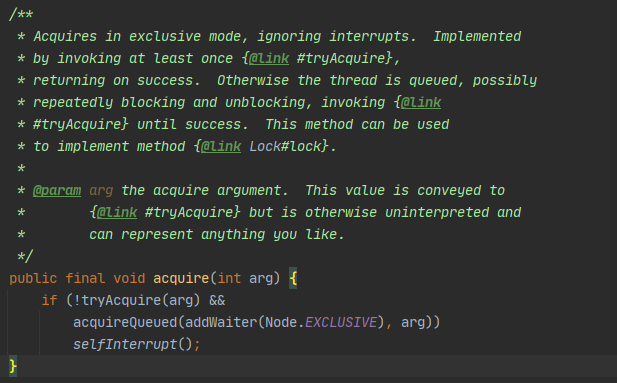 /**
 * Acquires in exclusive mode, ignoring interrupts.  Implemented
 * by invoking at least once {@link #tryAcquire},
 * returning on success.  Otherwise the thread is queued, possibly
 * repeatedly blocking and unblocking, invoking {@link
 * #tryAcquire} until success.  This method can be used
 * to implement method {@link Lock#lock}.
 *
 * @param arg the acquire argument.  This value is conveyed to
 *        {@link #tryAcquire} but is otherwise uninterpreted and
 *        can represent anything you like.
 */
public final void acquire(int arg) {
    if (!tryAcquire(arg) &&
        acquireQueued(addWaiter(Node.EXCLUSIVE), arg))
        selfInterrupt();
}